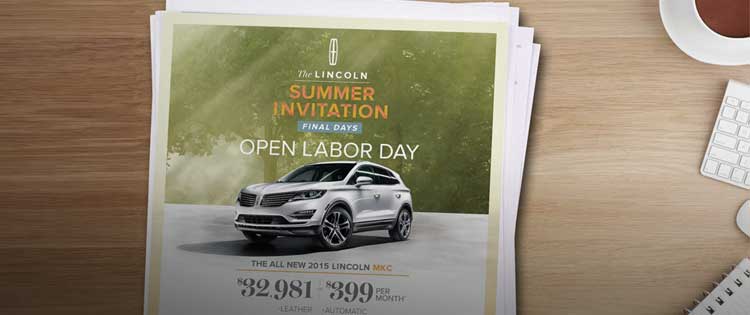 The LINCOLN
SUMMER
INVITATION
FINAL DAYS
OPEN LABOR DAY
THE ALL NEW 2015 LINCOLN MKC
$32,981 $399 PER MONTH*
•LEATHER •AUTOMATIC